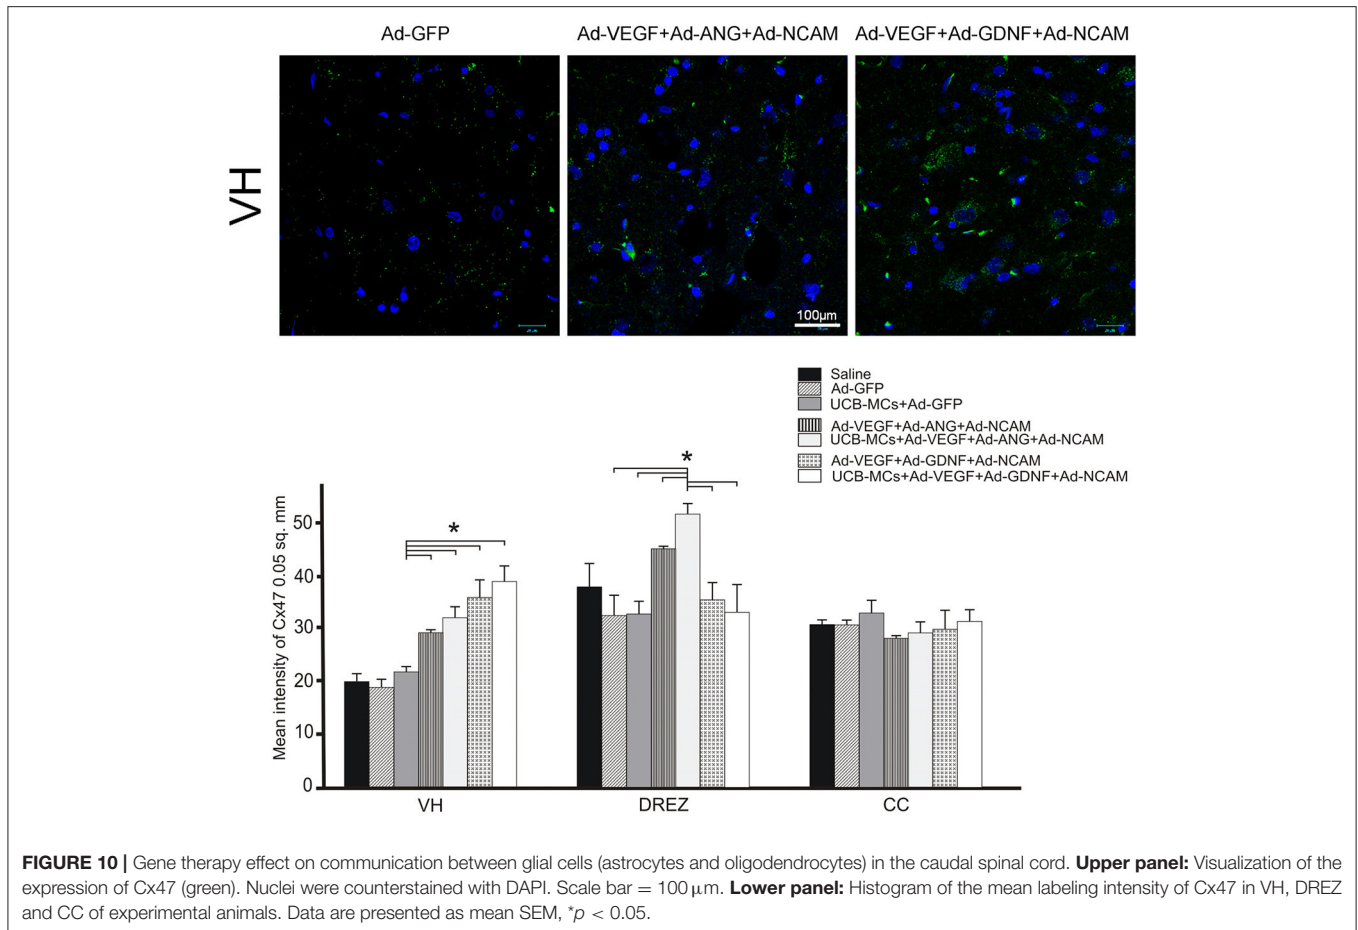 Ad-GFP
Ad-VEGF+Ad-ANG+Ad-NCAM
Ad-VEGF+Ad-GDNF+Ad-NCAM
VH
100µm
Saline
Ad-GFP
UCB-MCs+Ad-GFP
Ad-VEGF+Ad-ANG+Ad-NCAM
UCB-MCs+Ad-VEGF+Ad-ANG+Ad-NCAM
Ad-VEGF+Ad-GDNF+Ad-NCAM
UCB-MCs+Ad-VEGF+Ad-GDNF+Ad-NCAM
Mean intensity of Cx47 0.05 sq. mm
50
40
30
20
10
0
*
*
VH
DREZ
CC
FIGURE 10 | Gene therapy effect on communication between glial cells (astrocytes and oligodendrocytes) in the caudal spinal cord. Upper panel: Visualization of the
expression of Cx47 (green). Nuclei were counterstained with DAPI. Scale bar = 100 µm. Lower panel: Histogram of the mean labeling intensity of Cx47 in VH, DREZ
and CC of experimental animals. Data are presented as mean SEM, *p < 0.05.